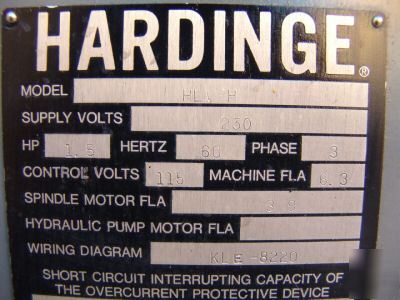 HARDINGE®
MODEL
SUPPLY VOLTS 230
HP 1.5 HERTZ 60 PHASE 3
CONTROL VOLTS 115 MACHINE FLA 6.3
SPINDLE MOTOR FLA 3.9
HYDRAULIC PUMP MOTOR FLA
WIRING DIAGRAM KLE-8220
SHORT CIRCUIT INTERRUPTING CAPACITY OF
THE OVERCURRENT PROTECTIVE DEVICE